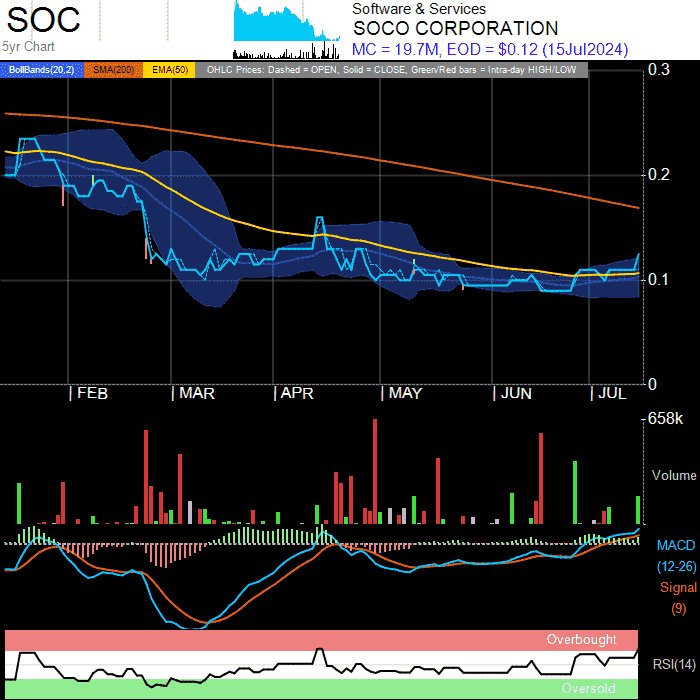 SOC
5yr Chart
Software & Services
SOCO CORPORATION
MC = 19.7M, EOD = $0.12 (15Jul2024)
BollBands(20,2) SMA(200) EMA(50) OHLC Prices: Dashed = OPEN, Solid = CLOSE, Green/Red bars = Intra-day HIGH/LOW
0.3
0.2
0.1
0
| FEB | MAR | APR | MAY | JUN | JUL
658k
Volume
MACD
(12-26)
Signal
(9)
Overbought
RSI(14)
Oversold